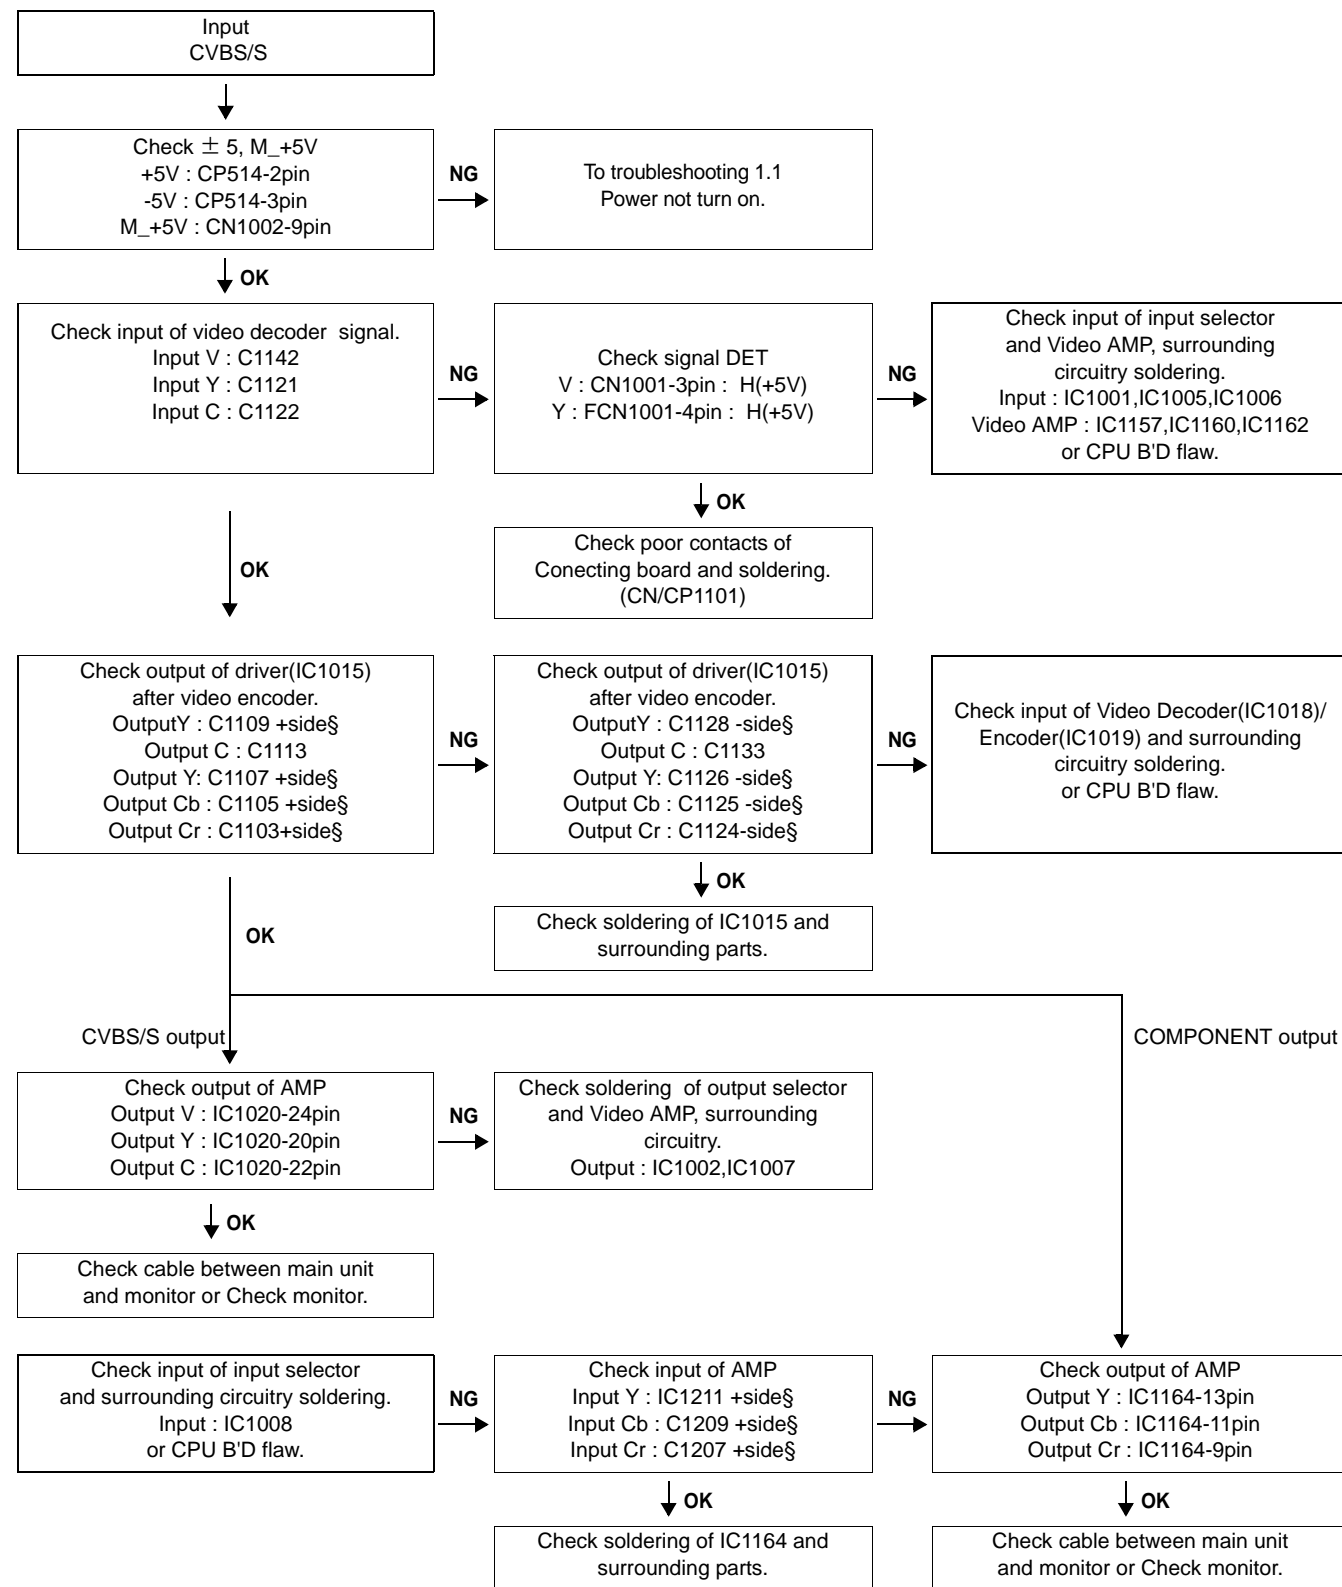 Input
CVBS/S
Check ± 5, M_+5V
+5V : CP514-2pin
-5V : CP514-3pin
M_+5V : CN1002-9pin
NG
To troubleshooting 1.1
Power not turn on.
OK
Check input of video decoder signal.
Input V : C1142
Input Y : C1121
Input C : C1122
NG
Check signal DET
V : CN1001-3pin : H(+5V)
Y : FCN1001-4pin : H(+5V)
NG
Check input of input selector
and Video AMP, surrounding
circuitry soldering.
Input : IC1001,IC1005,IC1006
Video AMP : IC1157,IC1160,IC1162
or CPU B'D flaw.
OK
Check poor contacts of
Conecting board and soldering.
(CN/CP1101)
OK
Check output of driver(IC1015)
after video encoder.
OutputY : C1109 +side§
Output C : C1113
Output Y: C1107 +side§
Output Cb : C1105 +side§
Output Cr : C1103+side§
NG
Check output of driver(IC1015)
after video encoder.
OutputY : C1128 -side§
Output C : C1133
Output Y: C1126 -side§
Output Cb : C1125 -side§
Output Cr : C1124-side§
NG
Check input of Video Decoder(IC1018)/
Encoder(IC1019) and surrounding
circuitry soldering.
or CPU B'D flaw.
OK
Check soldering of IC1015 and
surrounding parts.
OK
CVBS/S output
COMPONENT output
Check output of AMP
Output V : IC1020-24pin
Output Y : IC1020-20pin
Output C : IC1020-22pin
NG
Check soldering of output selector
and Video AMP, surrounding
circuitry.
Output : IC1002,IC1007
OK
Check cable between main unit
and monitor or Check monitor.
Check input of input selector
and surrounding circuitry soldering.
Input : IC1008
or CPU B'D flaw.
NG
Check input of AMP
Input Y : IC1211 +side§
Input Cb : C1209 +side§
Input Cr : C1207 +side§
NG
Check output of AMP
Output Y : IC1164-13pin
Output Cb : IC1164-11pin
Output Cr : IC1164-9pin
OK
Check soldering of IC1164 and
surrounding parts.
OK
Check cable between main unit
and monitor or Check monitor.